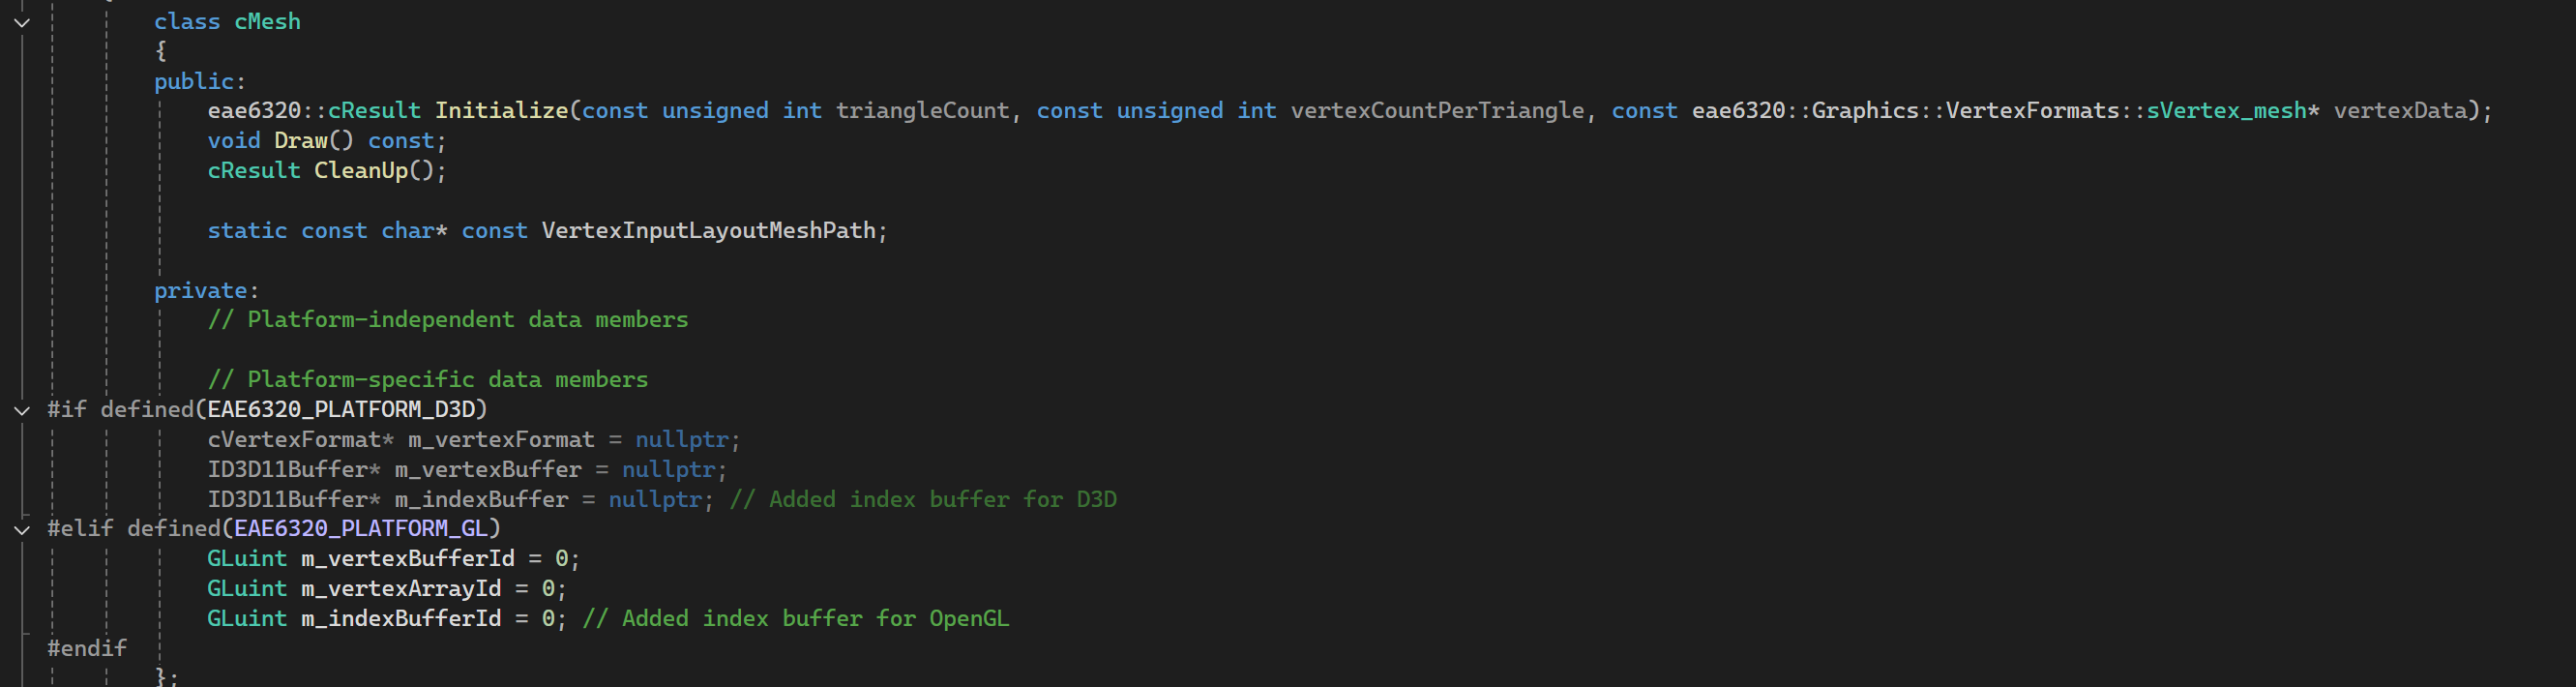 class cMesh
{
public:
eae6320::cResult Initialize(const unsigned int triangleCount, const unsigned int vertexCountPerTriangle, const eae6320::Graphics::VertexFormats::sVertex_mesh* vertexData);
void Draw() const;
cResult CleanUp();
static const char* const VertexInputLayoutMeshPath;
private:
// Platform-independent data members
// Platform-specific data members
#if defined(EAE6320_PLATFORM_D3D)
cVertexFormat* m_vertexFormat = nullptr;
ID3D11Buffer* m_vertexBuffer = nullptr;
ID3D11Buffer* m_indexBuffer = nullptr; // Added index buffer for D3D
#elif defined(EAE6320_PLATFORM_GL)
GLuint m_vertexBufferId = 0;
GLuint m_vertexArrayId = 0;
GLuint m_indexBufferId = 0; // Added index buffer for OpenGL
#endif
};